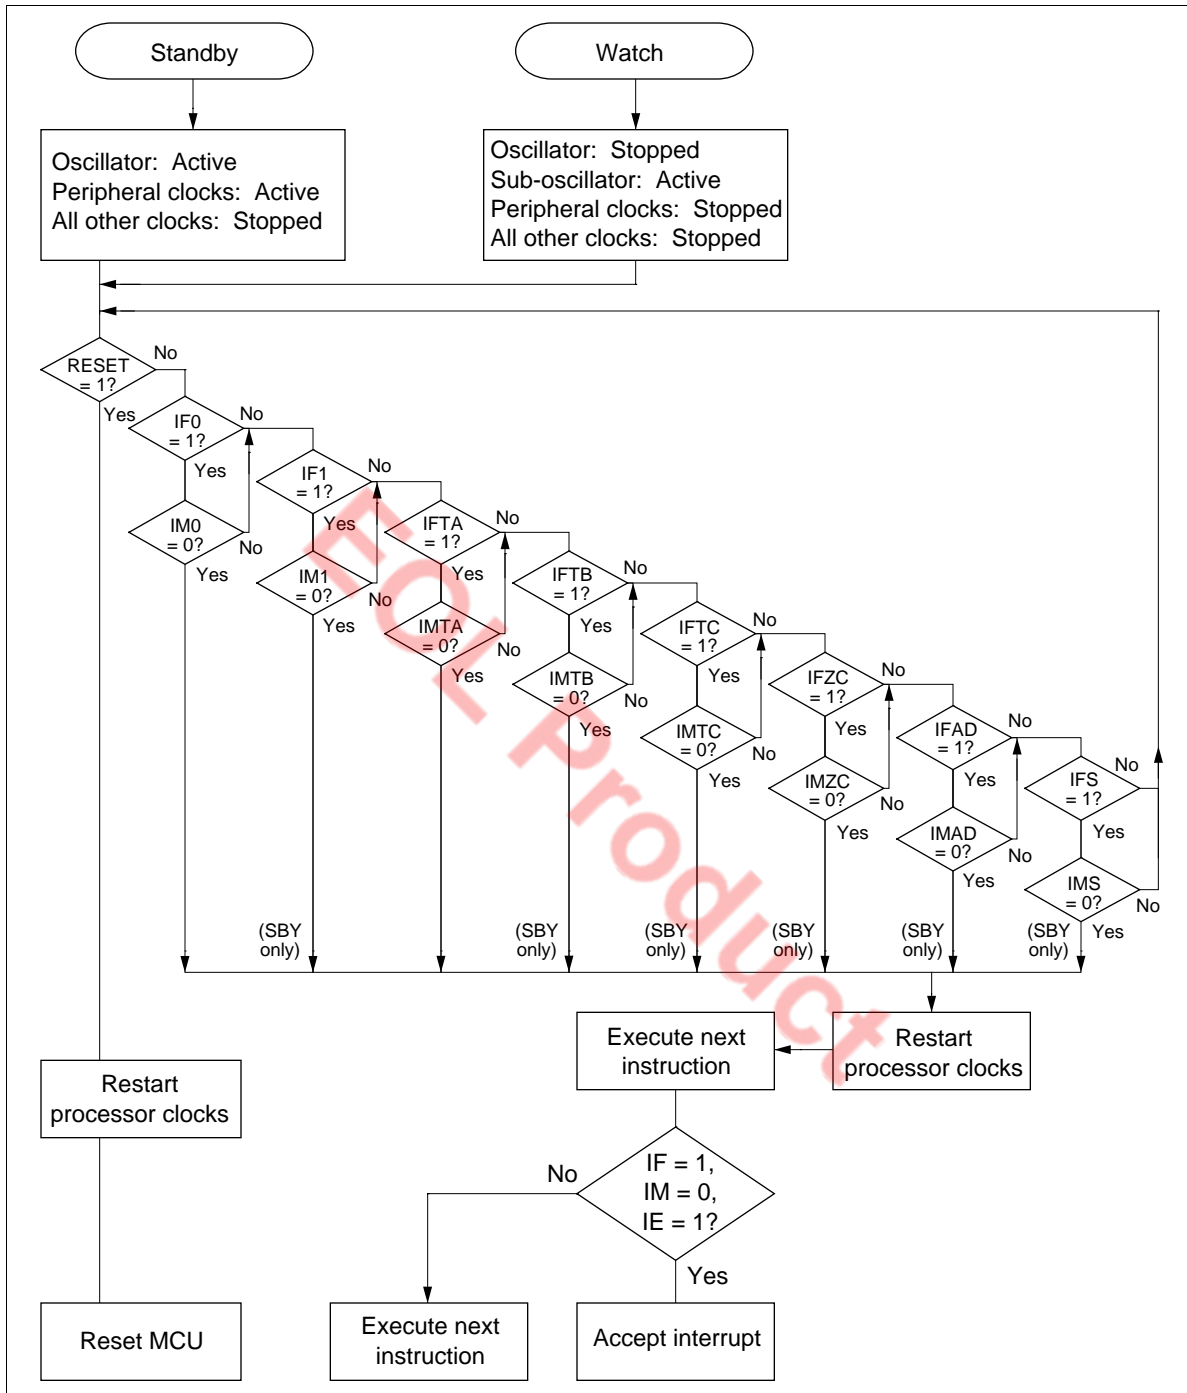 Standby
Watch
Oscillator: Active
Peripheral clocks: Active
All other clocks: Stopped
Oscillator: Stopped
Sub-oscillator: Active
Peripheral clocks: Stopped
All other clocks: Stopped
RESET
= 1?
No
Yes
IF0
= 1?
No
Yes
IM0
= 0?
No
Yes
IF1
= 1?
No
Yes
IM1
= 0?
No
Yes
IFTA
= 1?
No
Yes
IMTA
= 0?
No
Yes
IFTB
= 1?
No
Yes
IMTB
= 0?
No
Yes
IFTC
= 1?
No
Yes
IMTC
= 0?
No
Yes
IFZC
= 1?
No
Yes
IMZC
= 0?
No
Yes
IFAD
= 1?
No
Yes
IMAD
= 0?
No
Yes
IFS
= 1?
No
Yes
IMS
= 0?
No
Yes
(SBY
only)
(SBY
only)
(SBY
only)
(SBY
only)
(SBY
only)
(SBY
only)
Restart
processor clocks
Execute next
instruction
Restart
processor clocks
IF = 1,
IM = 0,
IE = 1?
No
Yes
Reset MCU
Execute next
instruction
Accept interrupt
EOL Product